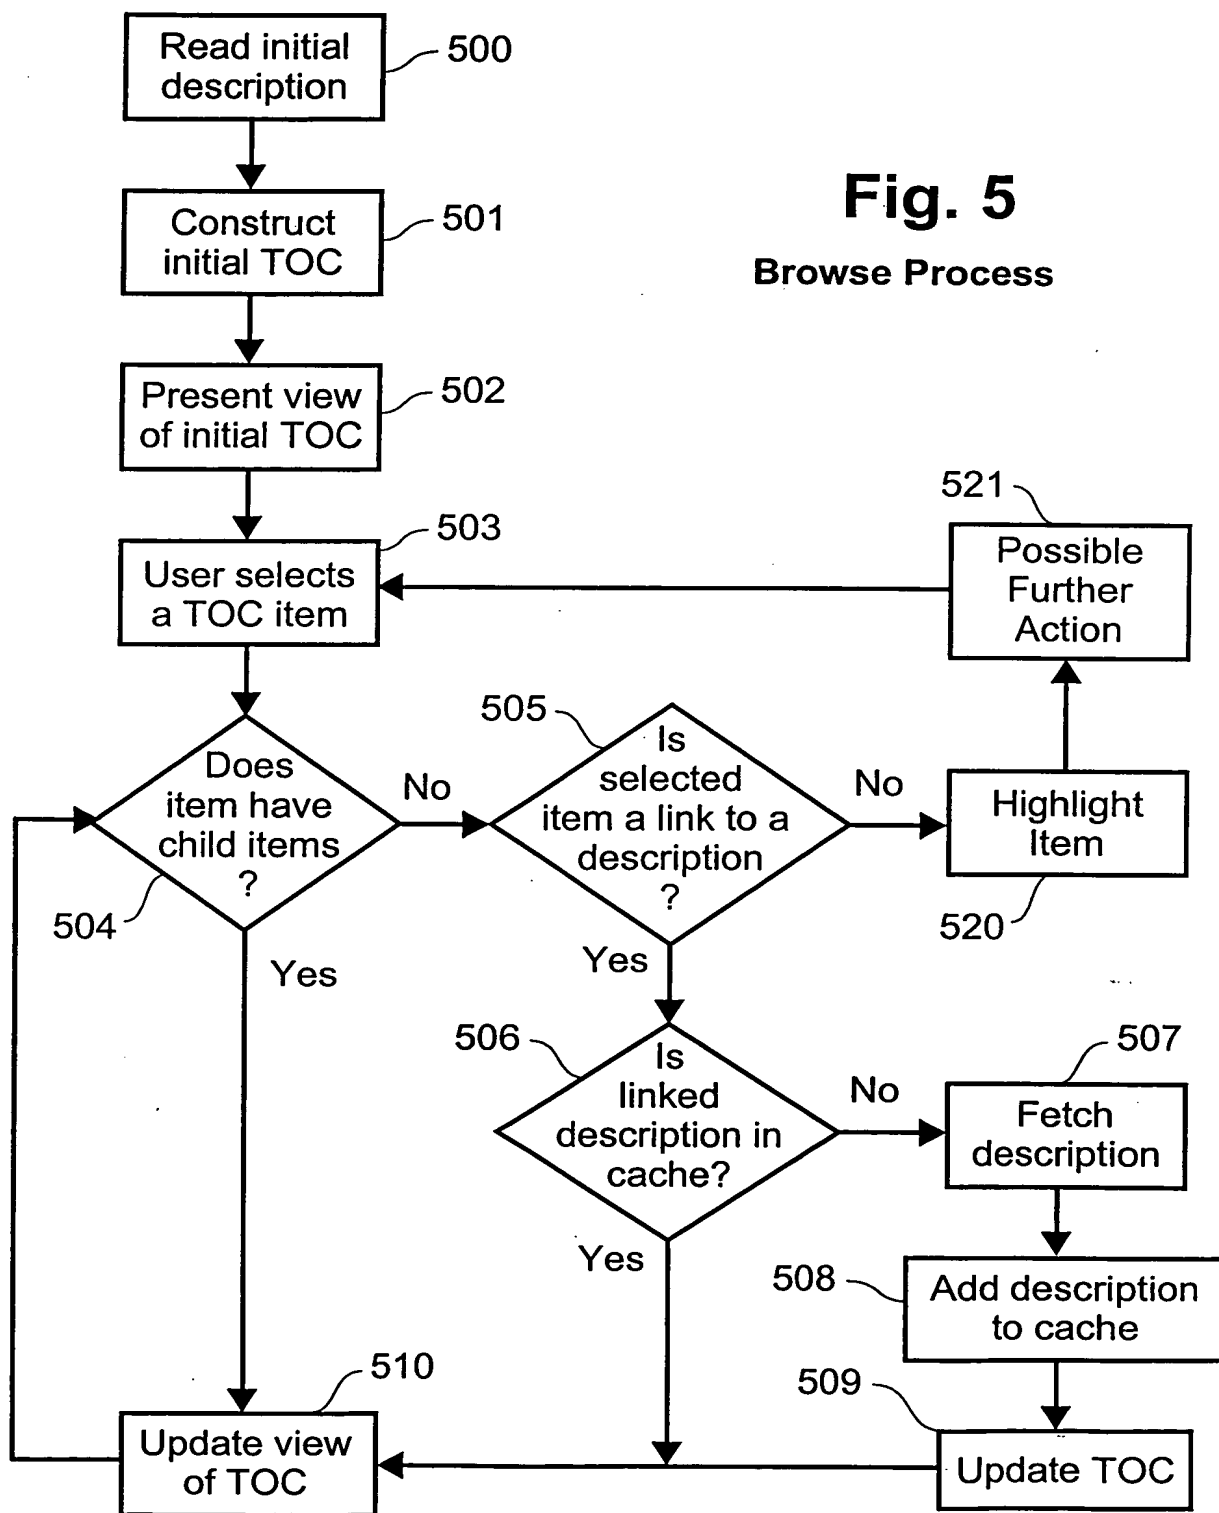 Read initial
description
500
Construct
initial TOC
501
Fig. 5
Browse Process
Present view
of initial TOC
502
User selects
a TOC item
503
521
Possible
Further
Action
Does
item have
child items
?
504
No
Yes
505
Is
selected
item a link to a
description
?
No
Yes
Highlight
Item
520
506
Is
linked
description in
cache?
No
Yes
507
Fetch
description
508
Add description
to cache
509
Update TOC
510
Update view
of TOC